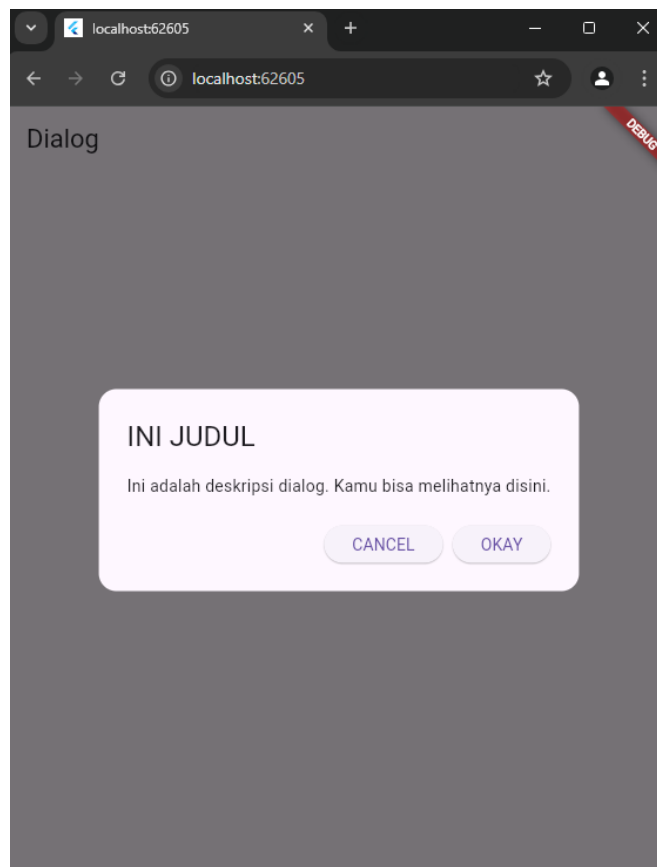 localhost:62605
localhost:62605
Dialog
DEBUG
INI JUDUL
Ini adalah deskripsi dialog. Kamu bisa melihatnya disini.
CANCEL OKAY